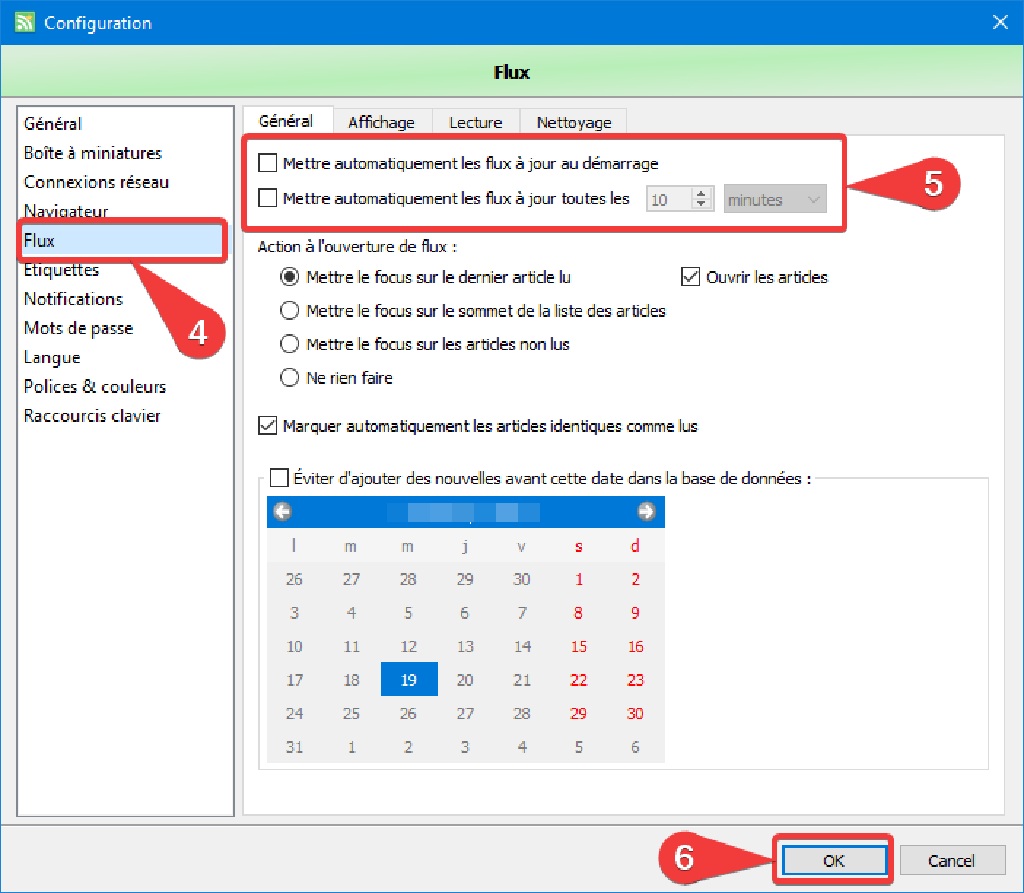 Configuration
Flux
Général
Boîte à miniatures
Connexions réseau
Navigateur
Flux
Etiquettes
Notifications
Mots de passe
Langue
Polices & couleurs
Raccourcis clavier
4
Général Affichage Lecture Nettoyage
Mettre automatiquement les flux à jour au démarrage
Mettre automatiquement les flux à jour toutes les 10 minutes
5
Action à l'ouverture de flux :
Mettre le focus sur le dernier article lu Ouvrir les articles
Mettre le focus sur le sommet de la liste des articles
Mettre le focus sur les articles non lus
Ne rien faire
Marquer automatiquement les articles identiques comme lus
Éviter d'ajouter des nouvelles avant cette date dans la base de données :
l m m j v s d
26 27 28 29 30 1 2
3 4 5 6 7 8 9
10 11 12 13 14 15 16
17 18 19 20 21 22 23
24 25 26 27 28 29 30
31 1 2 3 4 5 6
6
OK Cancel